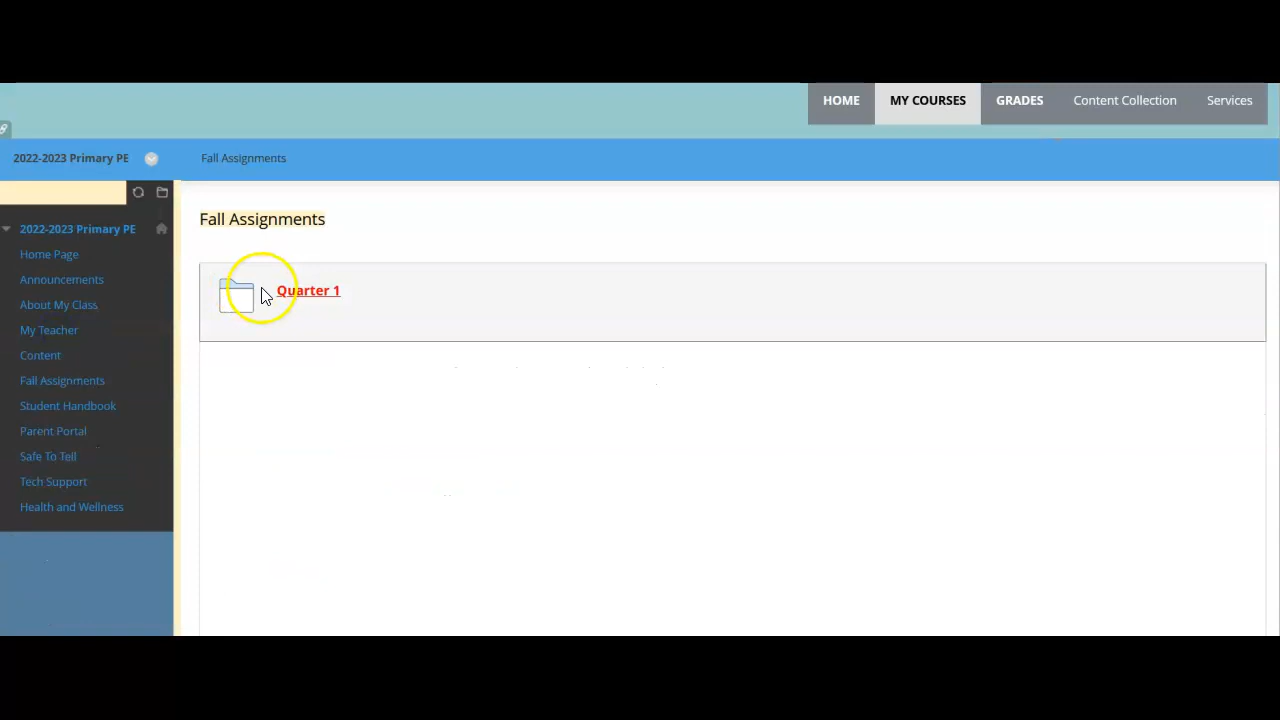 HOME MY COURSES GRADES Content Collection Services
2022-2023 Primary PE Fall Assignments
2022-2023 Primary PE
Home Page
Announcements
About My Class
My Teacher
Content
Fall Assignments
Student Handbook
Parent Portal
Safe To Tell
Tech Support
Health and Wellness
Fall Assignments
Quarter 1